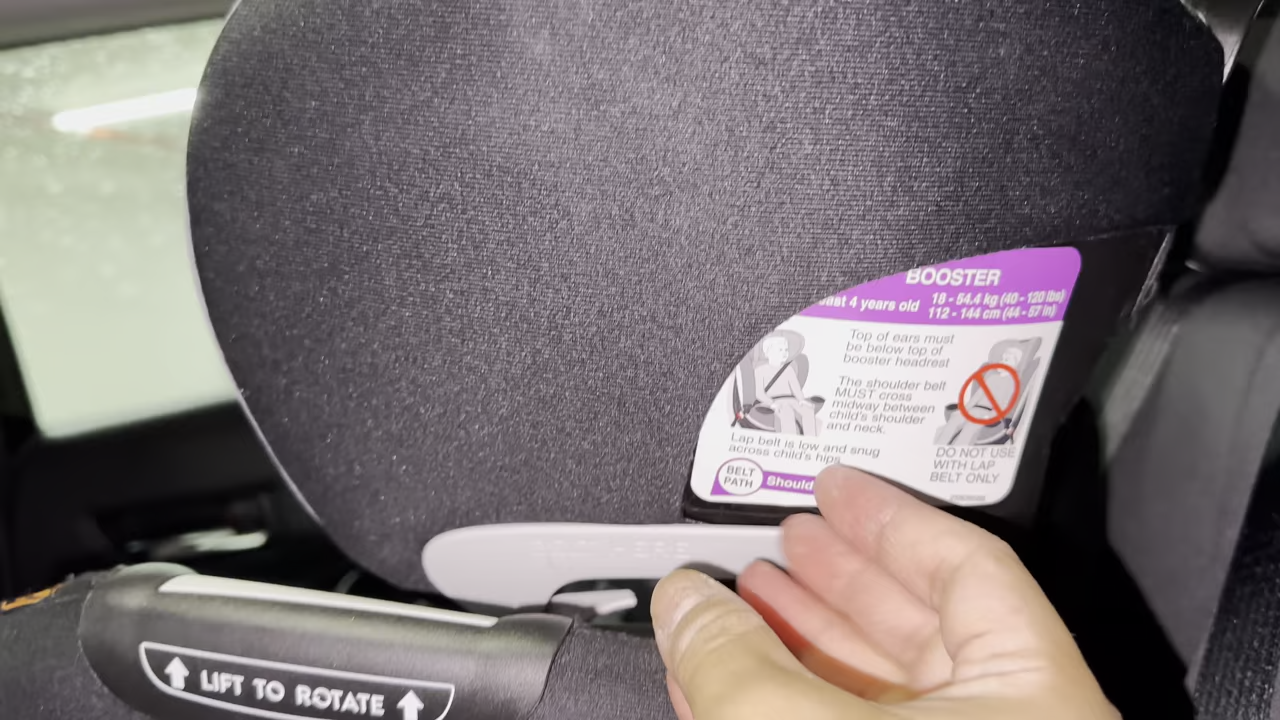 BOOSTER
4 years old
18 - 54.4 kg (40 - 120 lbs)
112 - 144 cm (44 - 57 in)
Top of ears must
be below top of
booster headrest
The shoulder belt
MUST cross
midway between
child's shoulder
and neck.
Lap belt is low and snug
across child's hips
DO NOT USE
WITH LAP
BELT ONLY
BELT
PATH
LIFT TO ROTATE